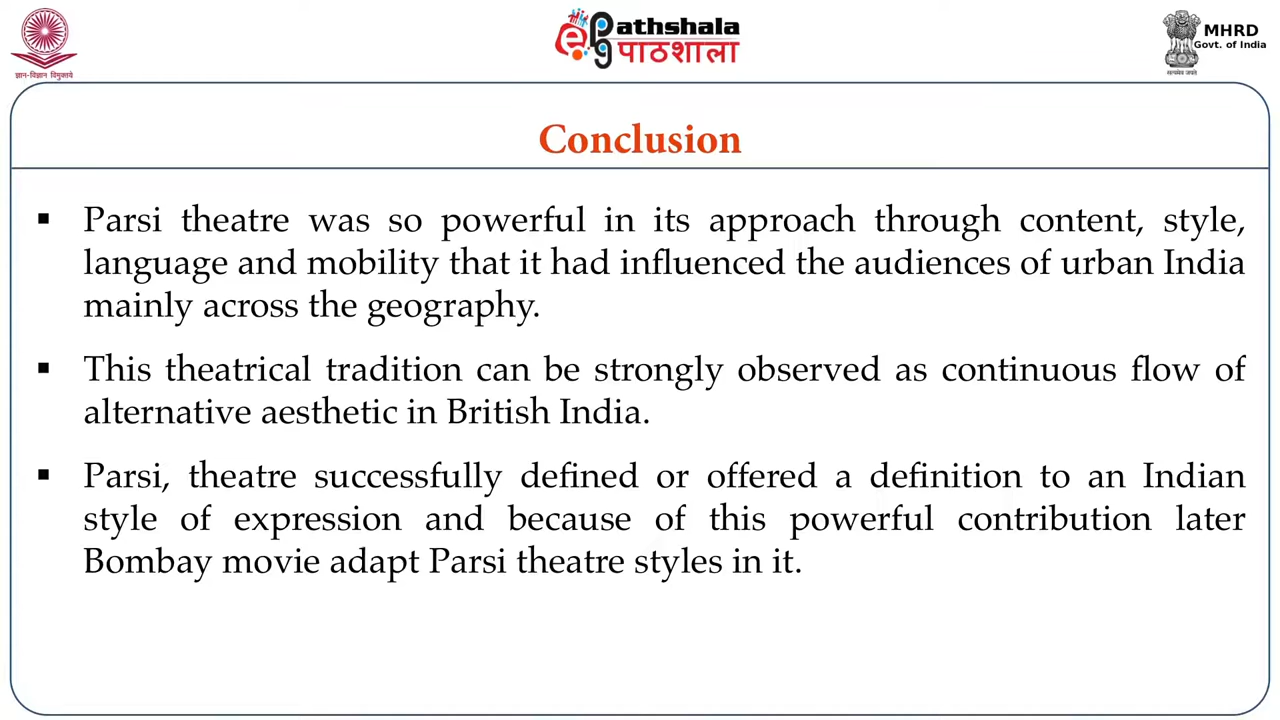 ज्ञान-विज्ञान विमुक्तये
ePathshala
पाठशाला
MHRD
Govt. of India
सत्यमेव जयते
Conclusion
▪ Parsi theatre was so powerful in its approach through content, style,
language and mobility that it had influenced the audiences of urban India
mainly across the geography.
▪ This theatrical tradition can be strongly observed as continuous flow of
alternative aesthetic in British India.
▪ Parsi, theatre successfully defined or offered a definition to an Indian
style of expression and because of this powerful contribution later
Bombay movie adapt Parsi theatre styles in it.